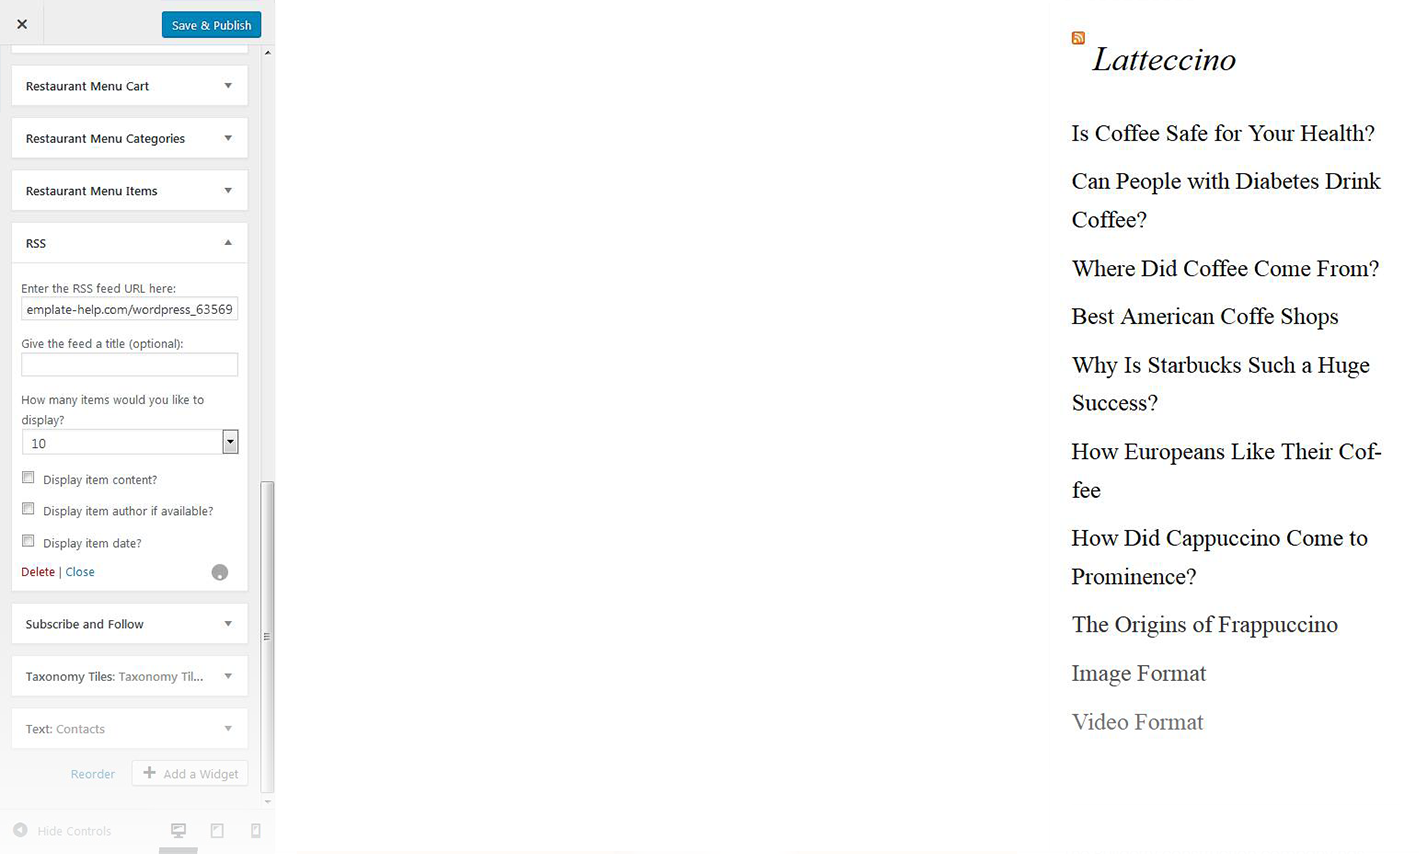 Save & Publish
Restaurant Menu Cart
Restaurant Menu Categories
Restaurant Menu Items
RSS
Enter the RSS feed URL here:
emplate-help.com/wordpress_63569
Give the feed a title (optional):
How many items would you like to
display?
10
Display item content?
Display item author if available?
Display item date?
Delete | Close
Subscribe and Follow
Taxonomy Tiles: Taxonomy Til...
Text: Contacts
Reorder
Add a Widget
Hide Controls
Latteccino
Is Coffee Safe for Your Health?
Can People with Diabetes Drink
Coffee?
Where Did Coffee Come From?
Best American Coffe Shops
Why Is Starbucks Such a Huge
Success?
How Europeans Like Their Cof-
fee
How Did Cappuccino Come to
Prominence?
The Origins of Frappuccino
Image Format
Video Format